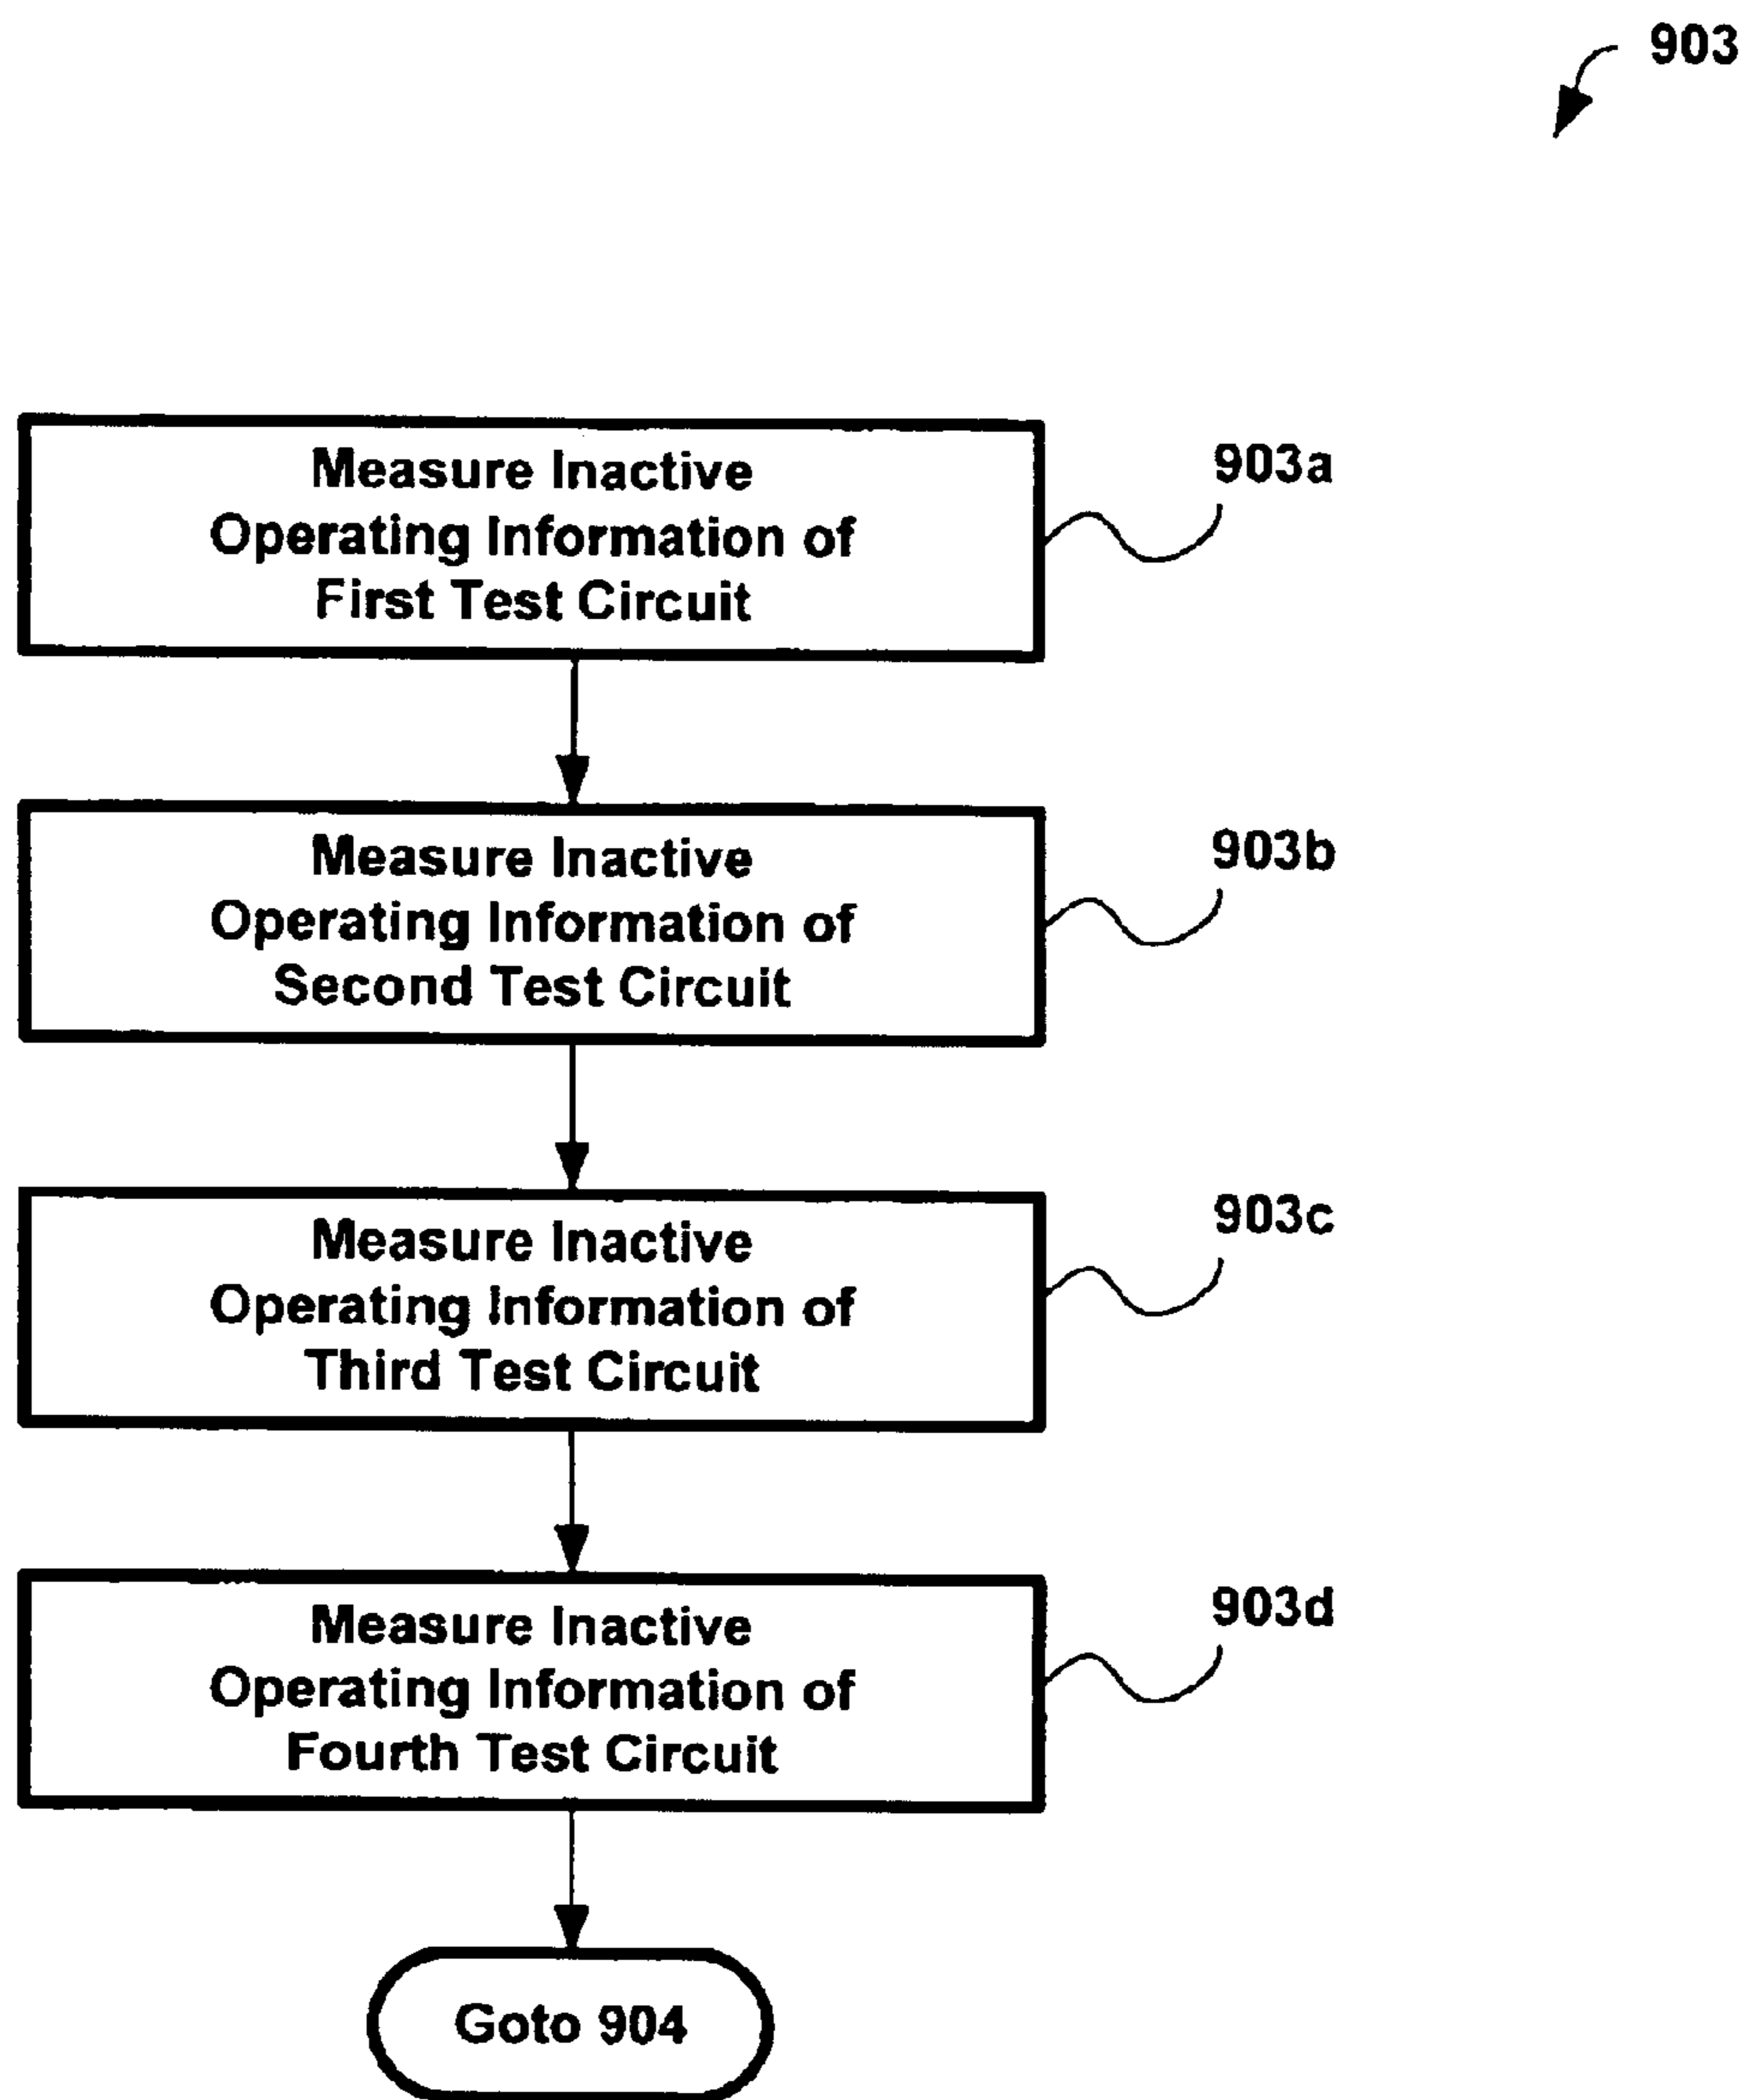 903
Measure Inactive
Operating Information of
First Test Circuit
903a
Measure Inactive
Operating Information of
Second Test Circuit
903b
Measure Inactive
Operating Information of
Third Test Circuit
903c
Measure Inactive
Operating Information of
Fourth Test Circuit
903d
Goto 904